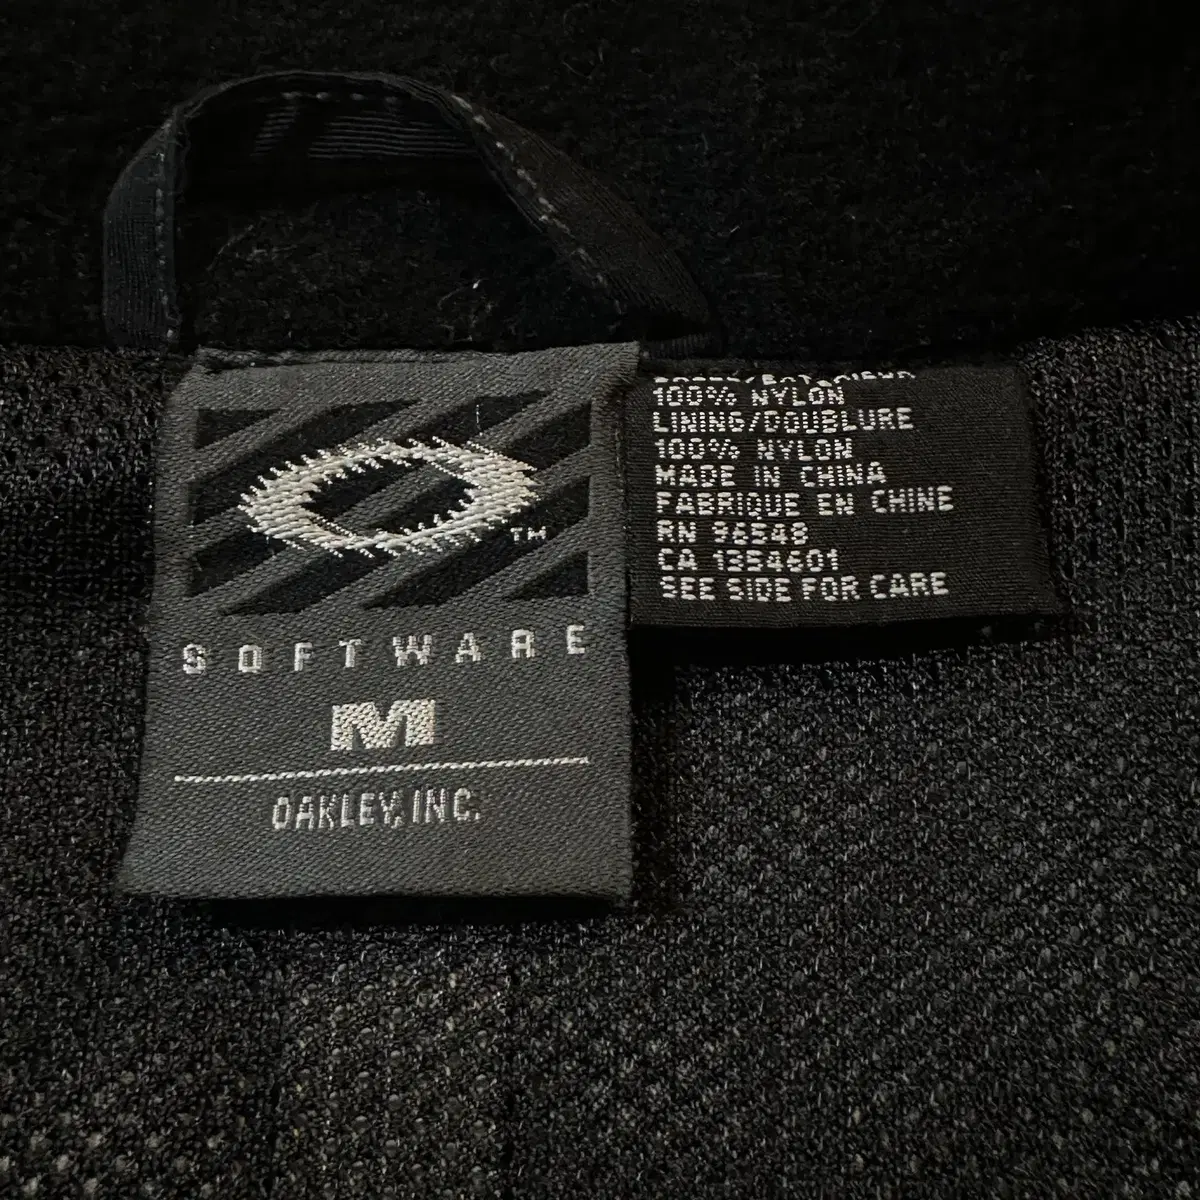 TM
SOFTWARE
M
OAKLEY, INC.
100% NYLON
LINING/DOUBLURE
100% NYLON
MADE IN CHINA
FABRIQUE EN CHINE
RN 96548
CA 1354601
SEE SIDE FOR CARE